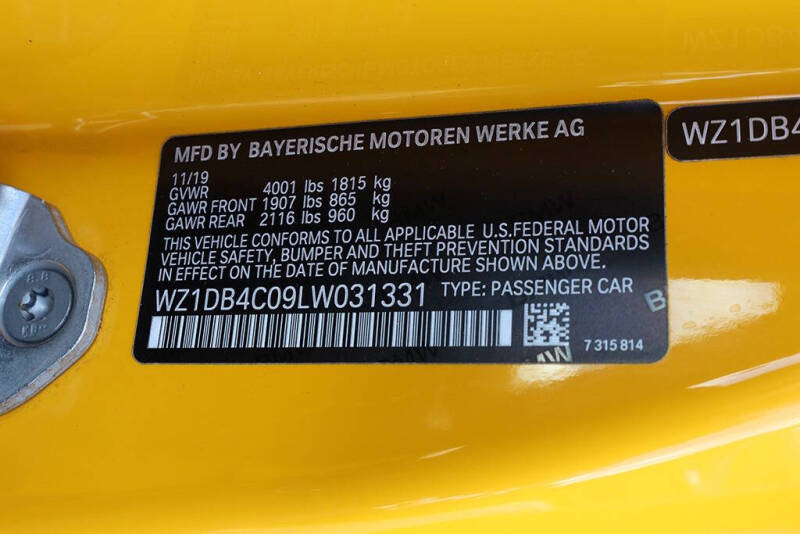 MFD BY BAYERISCHE MOTOREN WERKE AG
11/19
GVWR 4001 lbs 1815 kg
GAWR FRONT 1907 lbs 865 kg
GAWR REAR 2116 lbs 960 kg
THIS VEHICLE CONFORMS TO ALL APPLICABLE U.S.FEDERAL MOTOR
VEHICLE SAFETY, BUMPER AND THEFT PREVENTION STANDARDS
IN EFFECT ON THE DATE OF MANUFACTURE SHOWN ABOVE.
WZ1DB4C09LW031331 TYPE: PASSENGER CAR
7 315 814
WZ1DB4
8.8